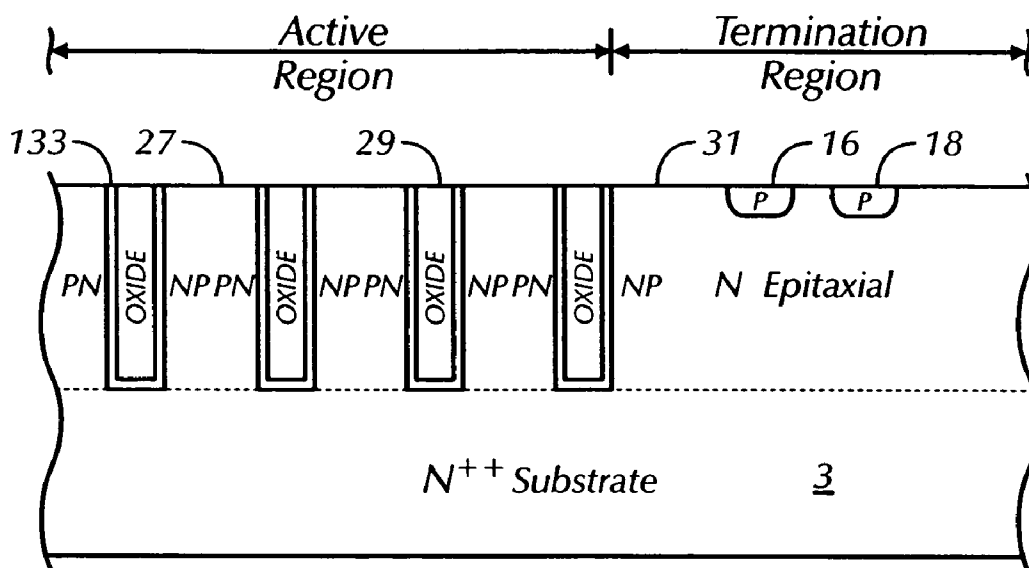 Active Region
Termination Region
133
27
29
31
16
18
P
P
PN
OXIDE
NP
PN
OXIDE
NP
PN
OXIDE
NP
PN
OXIDE
NP
N Epitaxial
N++ Substrate
3